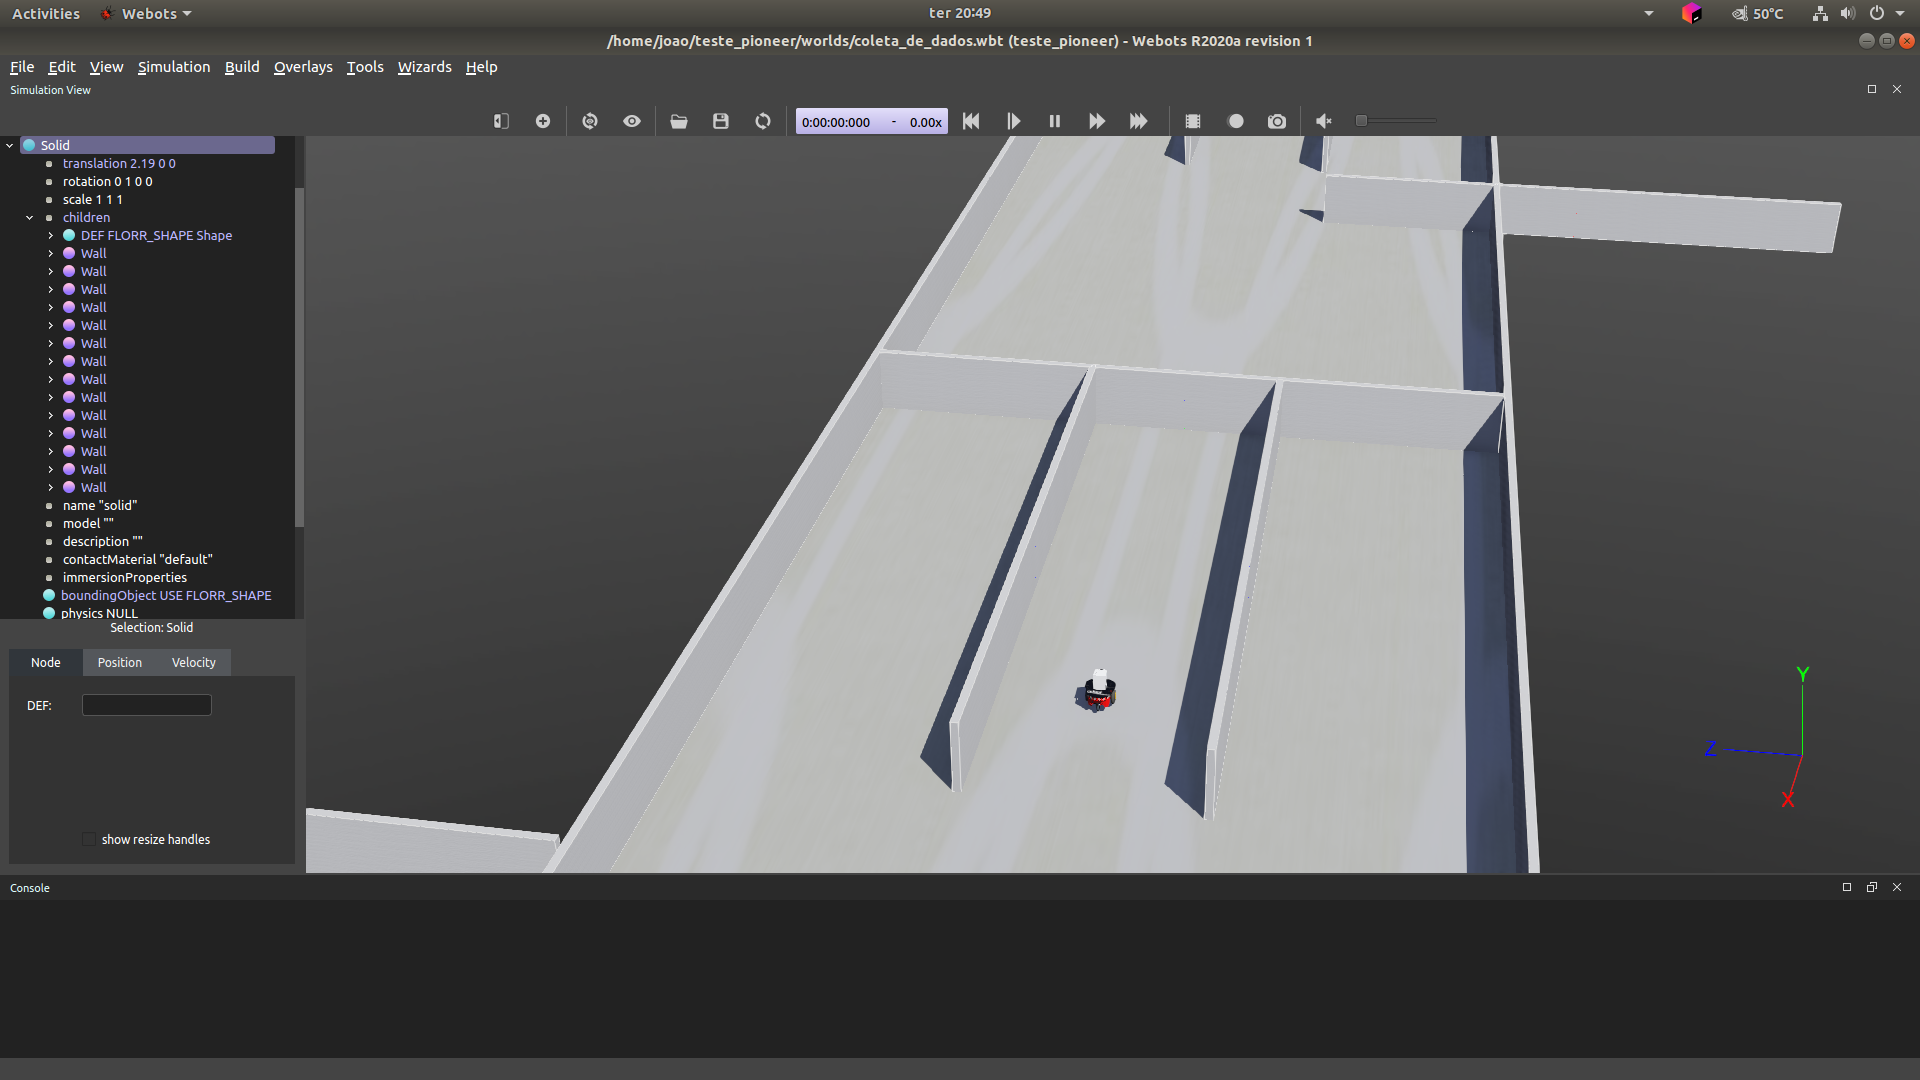 Activities Webots ter 20:49 50°C
/home/joao/teste_pioneer/worlds/coleta_de_dados.wbt (teste_pioneer) - Webots R2020a revision 1
File Edit View Simulation Build Overlays Tools Wizards Help
Simulation View
0:00:00:000 - 0.00x
Solid
translation 2.19 0 0
rotation 0 1 0 0
scale 1 1 1
children
DEF FLORR_SHAPE Shape
Wall
Wall
Wall
Wall
Wall
Wall
Wall
Wall
Wall
Wall
Wall
Wall
Wall
Wall
name "solid"
model ""
description ""
contactMaterial "default"
immersionProperties
boundingObject USE FLORR_SHAPE
physics NULL
Selection: Solid
Node Position Velocity
DEF:
show resize handles
Y
Z
X
Console